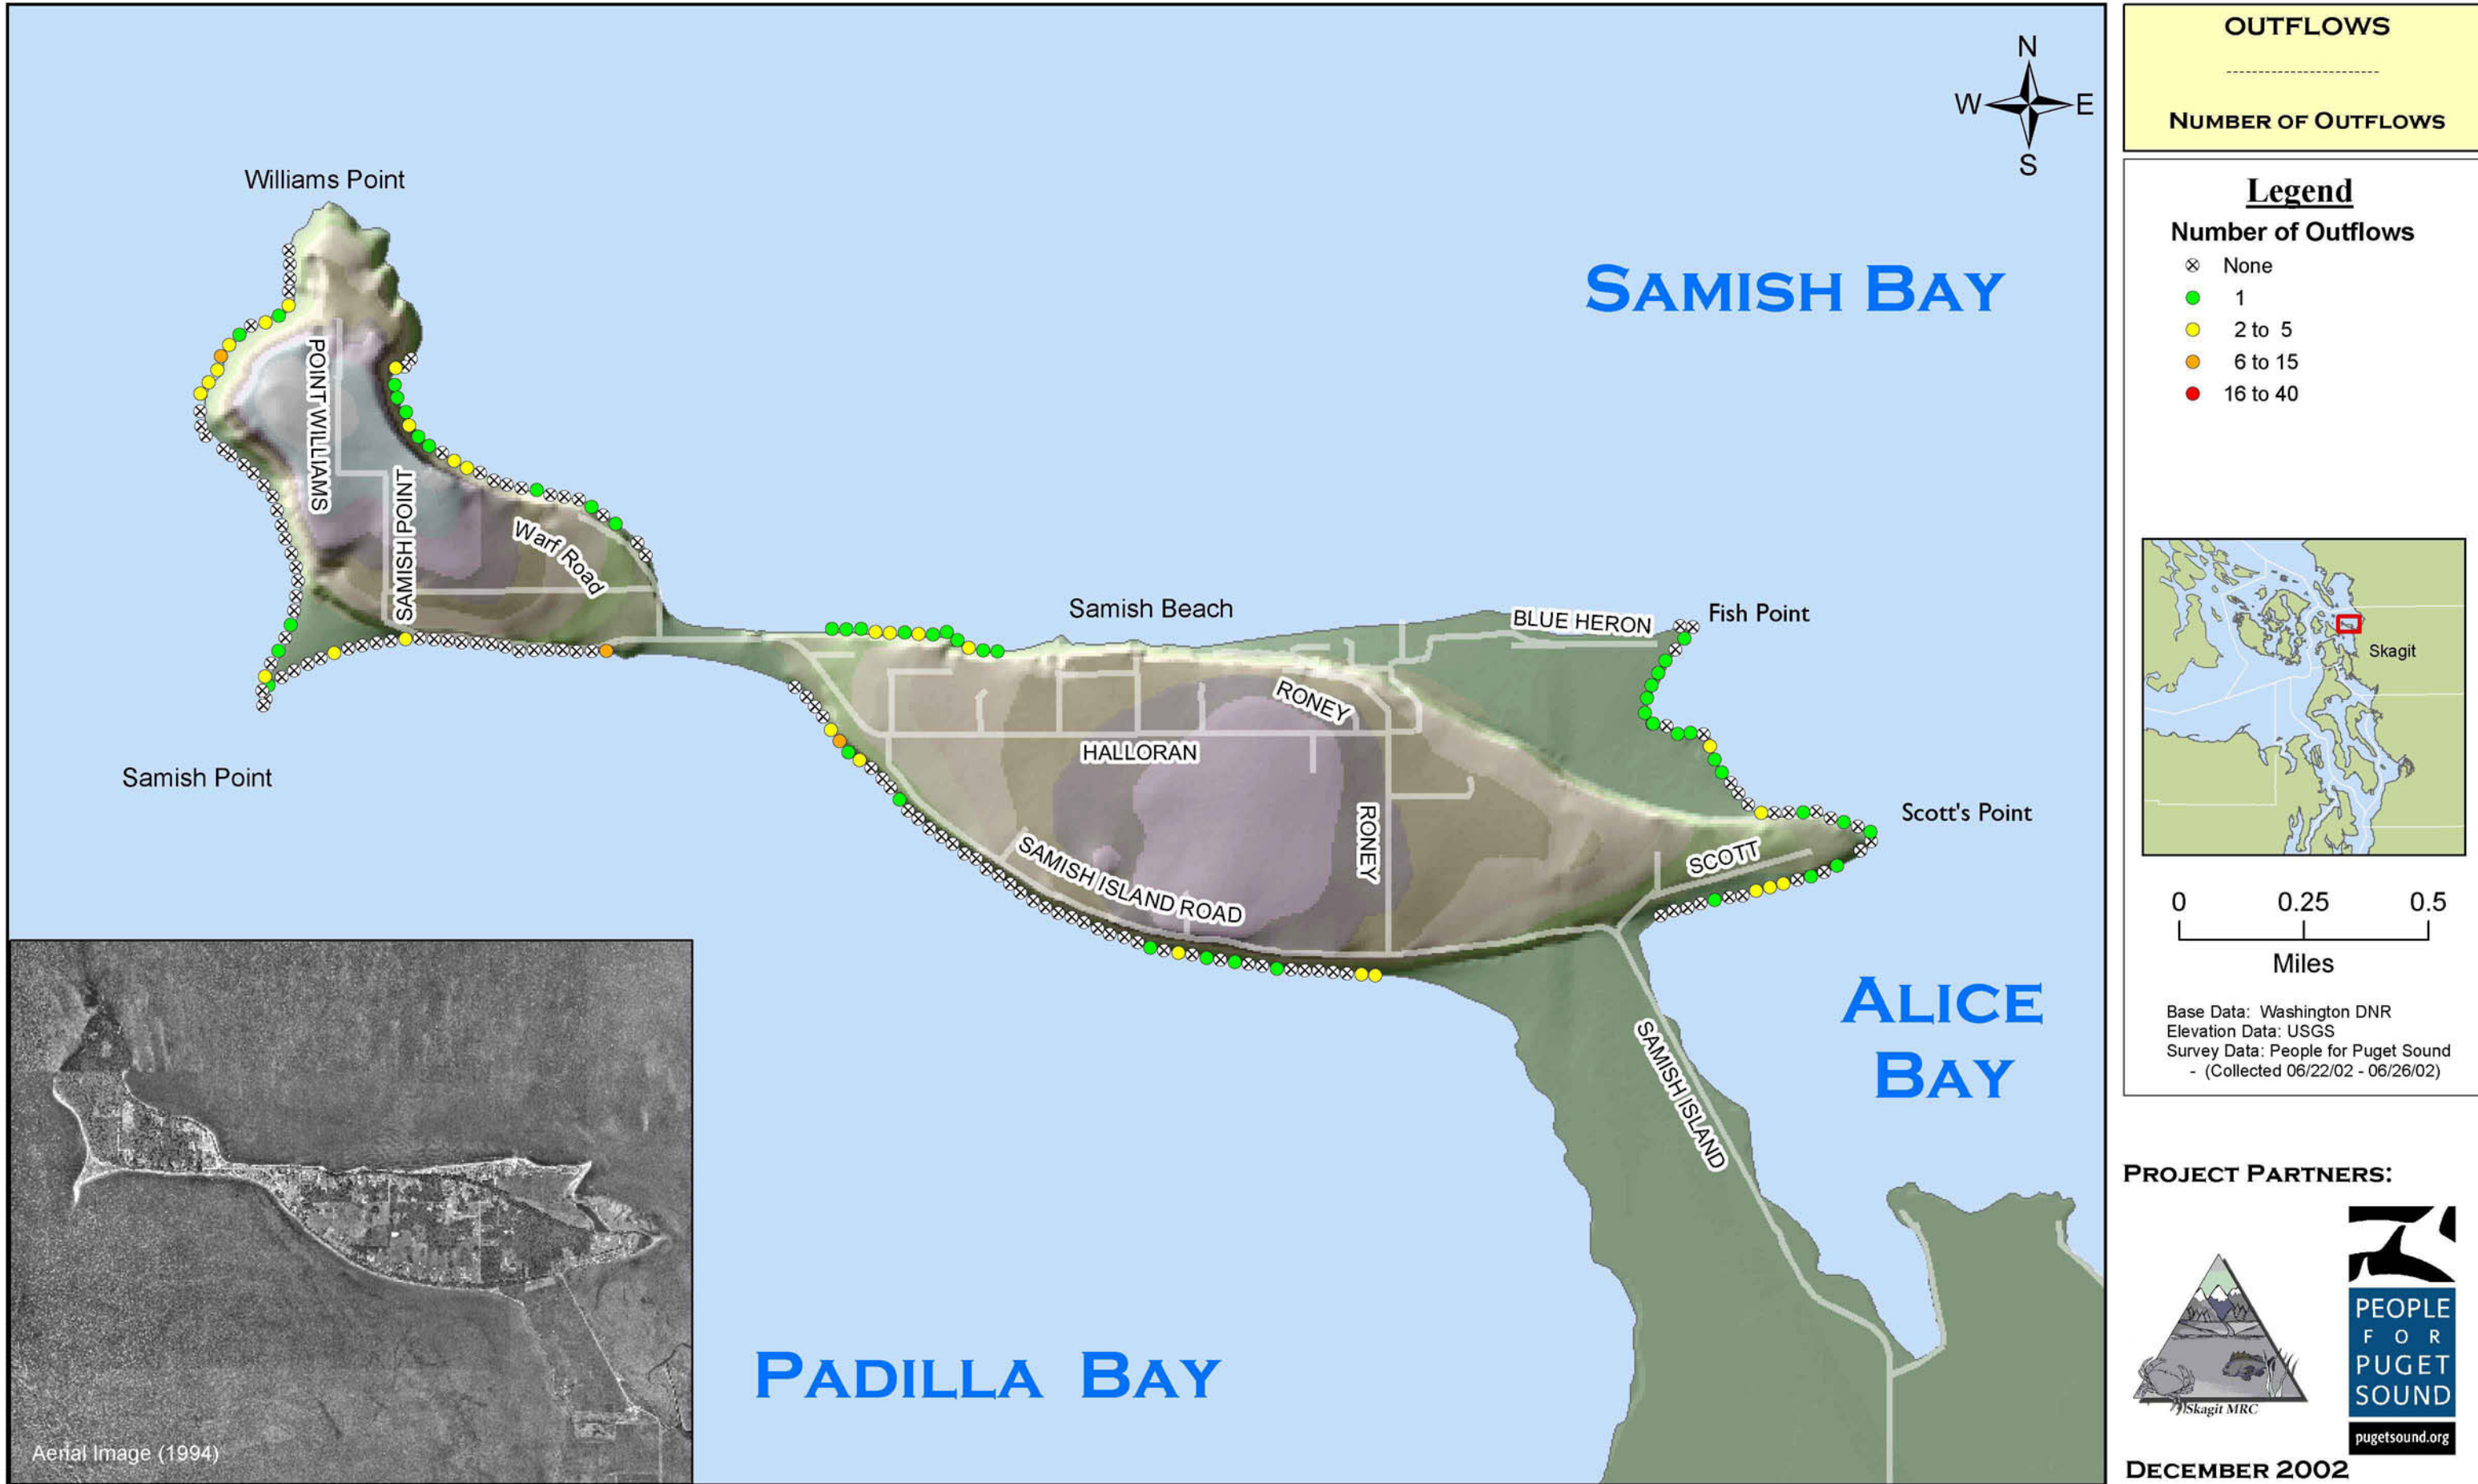 Williams Point
POINT WILLIAMS
SAMISH POINT
Warf Road
Samish Point
Samish Beach
BLUE HERON
Fish Point
RONEY
HALLORAN
RONEY
SAMISH ISLAND ROAD
SCOTT
Scott's Point
SAMISH ISLAND
SAMISH BAY
ALICE
BAY
PADILLA BAY
N
W E
S
Aerial Image (1994)
OUTFLOWS
-----------------------
NUMBER OF OUTFLOWS
Legend
Number of Outflows
None
1
2 to 5
6 to 15
16 to 40
Skagit
0 0.25 0.5
Miles
Base Data: Washington DNR
Elevation Data: USGS
Survey Data: People for Puget Sound
- (Collected 06/22/02 - 06/26/02)
PROJECT PARTNERS:
Skagit MRC
PEOPLE
FOR
PUGET
SOUND
pugetsound.org
DECEMBER 2002